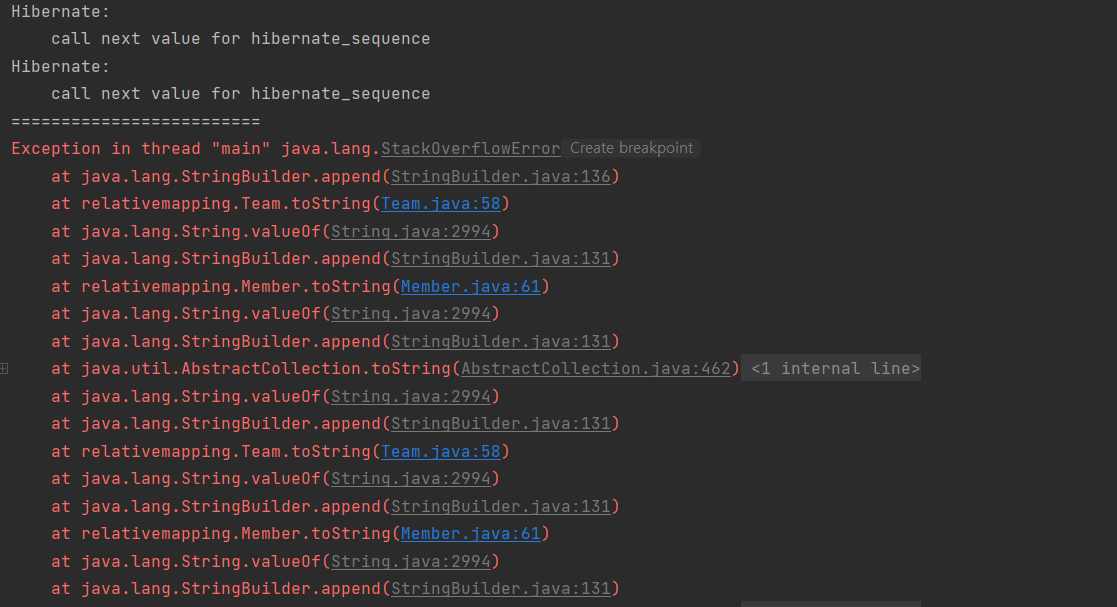 Hibernate:
    call next value for hibernate_sequence
Hibernate:
    call next value for hibernate_sequence
=========================
Exception in thread "main" java.lang.StackOverflowError Create breakpoint
    at java.lang.StringBuilder.append(StringBuilder.java:136)
    at relativemapping.Team.toString(Team.java:58)
    at java.lang.String.valueOf(String.java:2994)
    at java.lang.StringBuilder.append(StringBuilder.java:131)
    at relativemapping.Member.toString(Member.java:61)
    at java.lang.String.valueOf(String.java:2994)
    at java.lang.StringBuilder.append(StringBuilder.java:131)
    at java.util.AbstractCollection.toString(AbstractCollection.java:462) <1 internal line>
    at java.lang.String.valueOf(String.java:2994)
    at java.lang.StringBuilder.append(StringBuilder.java:131)
    at relativemapping.Team.toString(Team.java:58)
    at java.lang.String.valueOf(String.java:2994)
    at java.lang.StringBuilder.append(StringBuilder.java:131)
    at relativemapping.Member.toString(Member.java:61)
    at java.lang.String.valueOf(String.java:2994)
    at java.lang.StringBuilder.append(StringBuilder.java:131)